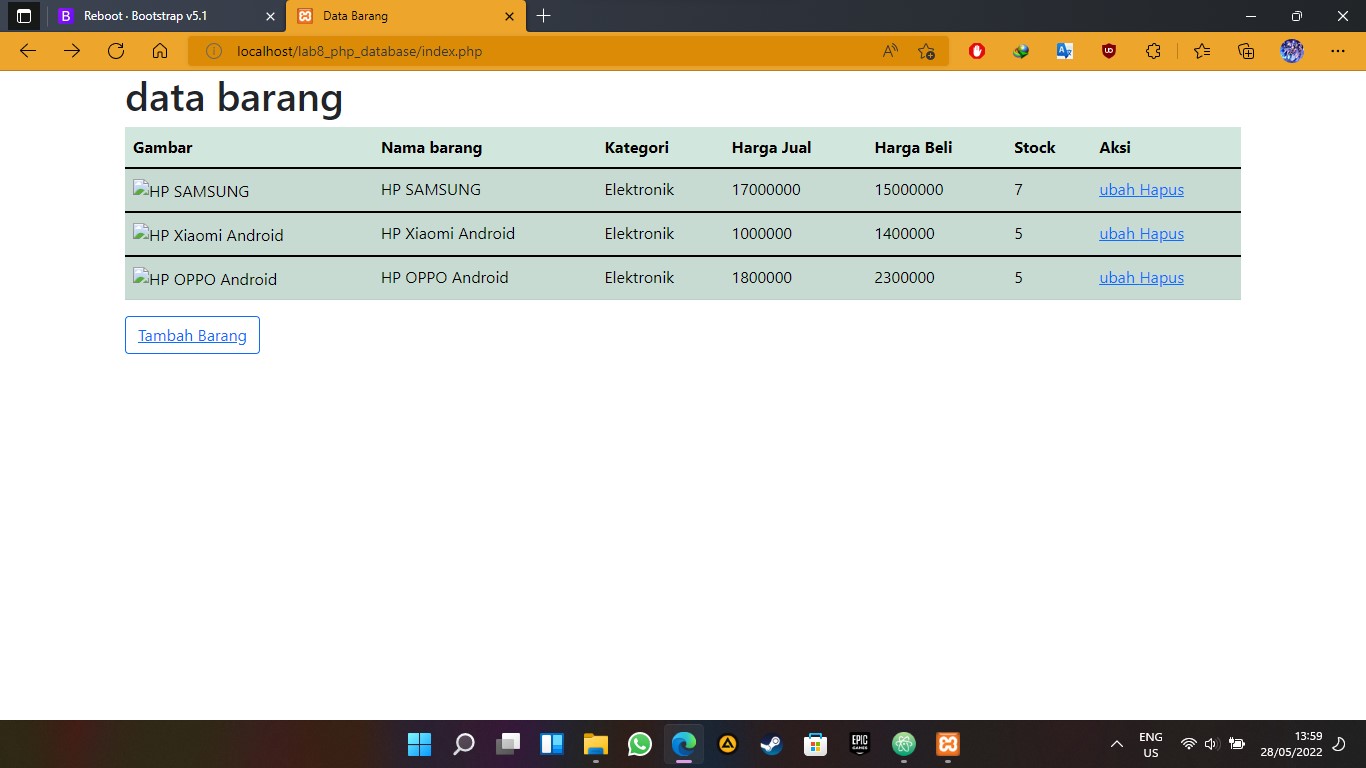 Reboot · Bootstrap v5.1
Data Barang
localhost/lab8_php_database/index.php
data barang
Gambar Nama barang Kategori Harga Jual Harga Beli Stock Aksi
HP SAMSUNG HP SAMSUNG Elektronik 17000000 15000000 7 ubah Hapus
HP Xiaomi Android HP Xiaomi Android Elektronik 1000000 1400000 5 ubah Hapus
HP OPPO Android HP OPPO Android Elektronik 1800000 2300000 5 ubah Hapus
Tambah Barang
EPIC
GAMES
ENG
US
13:59
28/05/2022